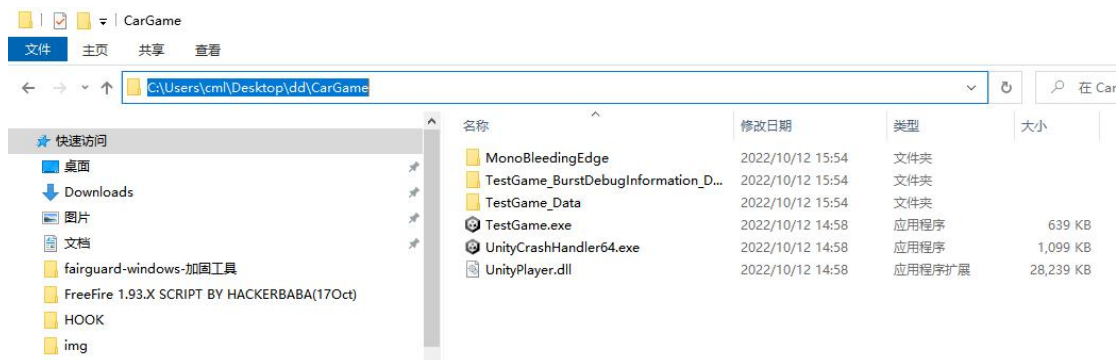 CarGame
文件 主页 共享 查看
C:\Users\cml\Desktop\dd\CarGame
在 Car
快速访问
桌面
Downloads
图片
文档
fairguard-windows-加固工具
FreeFire 1.93.X SCRIPT BY HACKERBABA(17Oct)
HOOK
img
名称 修改日期 类型 大小
MonoBleedingEdge 2022/10/12 15:54 文件夹
TestGame_BurstDebugInformation_D... 2022/10/12 15:54 文件夹
TestGame_Data 2022/10/12 15:54 文件夹
TestGame.exe 2022/10/12 14:58 应用程序 639 KB
UnityCrashHandler64.exe 2022/10/12 14:58 应用程序 1,099 KB
UnityPlayer.dll 2022/10/12 14:58 应用程序扩展 28,239 KB